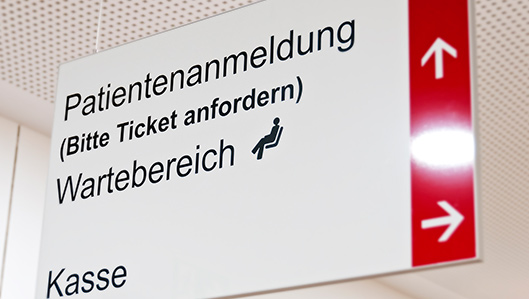 Patientenanmeldung
(Bitte Ticket anfordern)
Wartebereich
Kasse